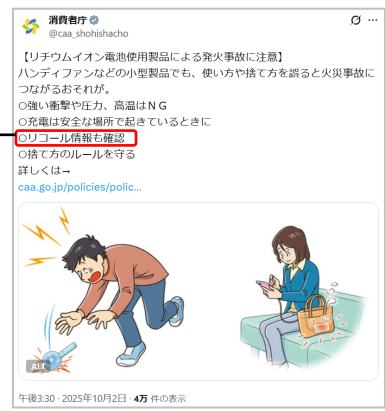 消費者庁
@caa_shohishacho
【リチウムイオン電池使用製品による発火事故に注意】
ハンディファンなどの小型製品でも、使い方や捨て方を誤ると火災事故に
つながるおそれが。
○強い衝撃や圧力、高温はＮＧ
○充電は安全な場所で起きているときに
○リコール情報も確認
○捨て方のルールを守る
詳しくは→
caa.go.jp/policies/polic…
ALT
午後3:30 · 2025年10月2日 · 4万 件の表示